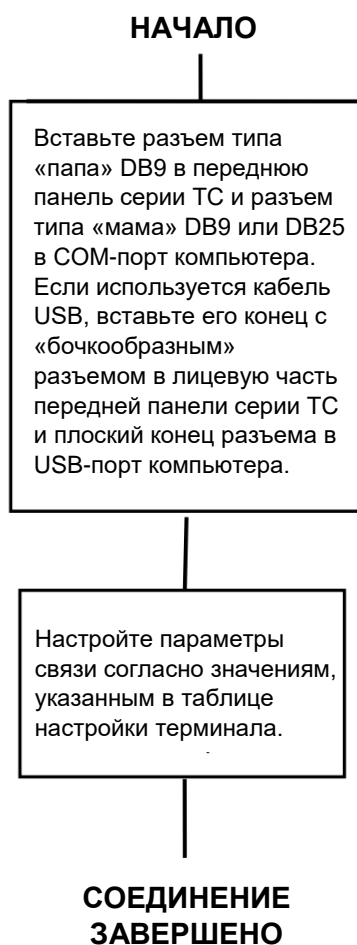 НАЧАЛО
Вставьте разъем типа
«папа» DB9 в переднюю
панель серии ТС и разъем
типа «мама» DB9 или DB25
в COM-порт компьютера.
Если используется кабель
USB, вставьте его конец с
«бочкообразным»
разъемом в лицевую часть
передней панели серии ТС
и плоский конец разъема в
USB-порт компьютера.
Настройте параметры
связи согласно значениям,
указанным в таблице
настройки терминала.
СОЕДИНЕНИЕ
ЗАВЕРШЕНО